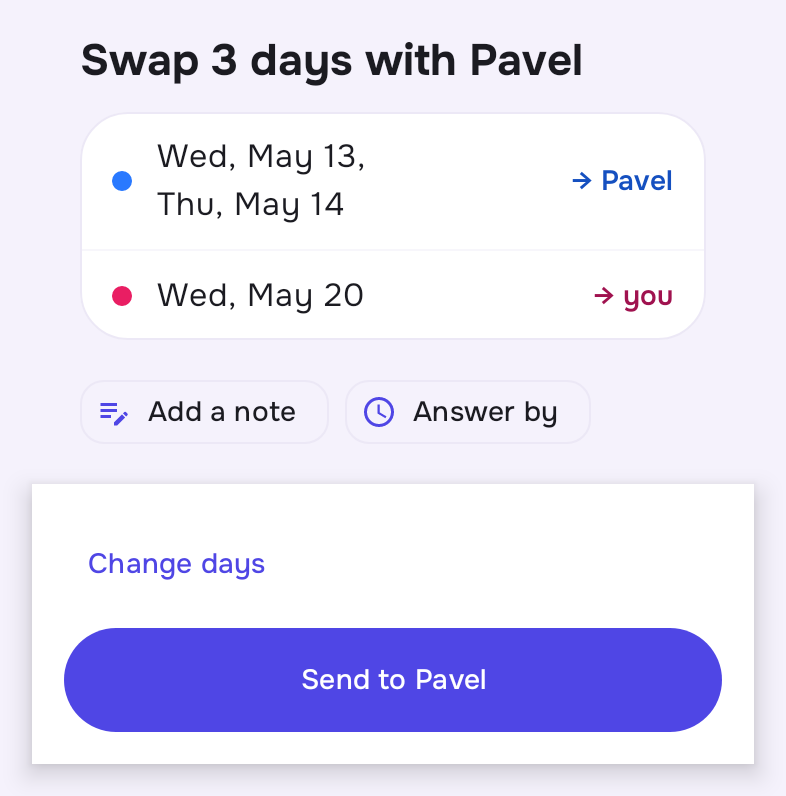 Swap 3 days with Pavel
Wed, May 13,
Thu, May 14
→ Pavel
Wed, May 20
→ you
Add a note
Answer by
Change days
Send to Pavel